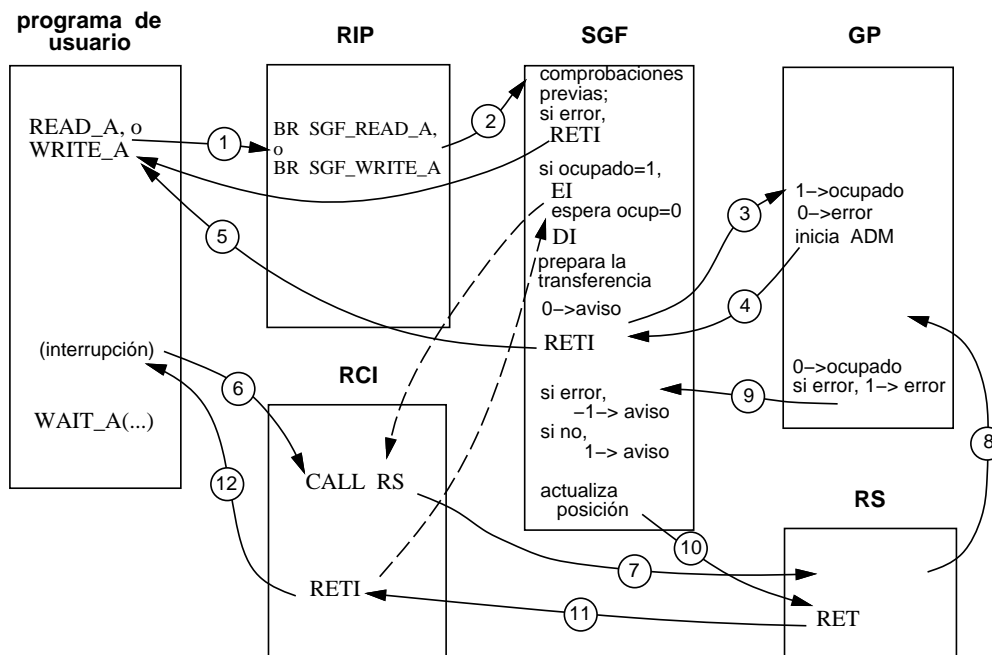 programa de
usuario
RIP
SGF
GP
READ_A, o
WRITE_A
1
BR SGF_READ_A,
o
BR SGF_WRITE_A
2
comprobaciones
previas;
si error,
RETI
si ocupado=1,
EI
espera ocup=0
DI
prepara la
transferencia
0->aviso
RETI
3
1->ocupado
0->error
inicia ADM
4
5
(interrupción)
6
WAIT_A(...)
12
RCI
CALL RS
RETI
si error,
-1-> aviso
si no,
1-> aviso
actualiza
posición
9
0->ocupado
si error, 1-> error
8
RS
10
7
11
RET